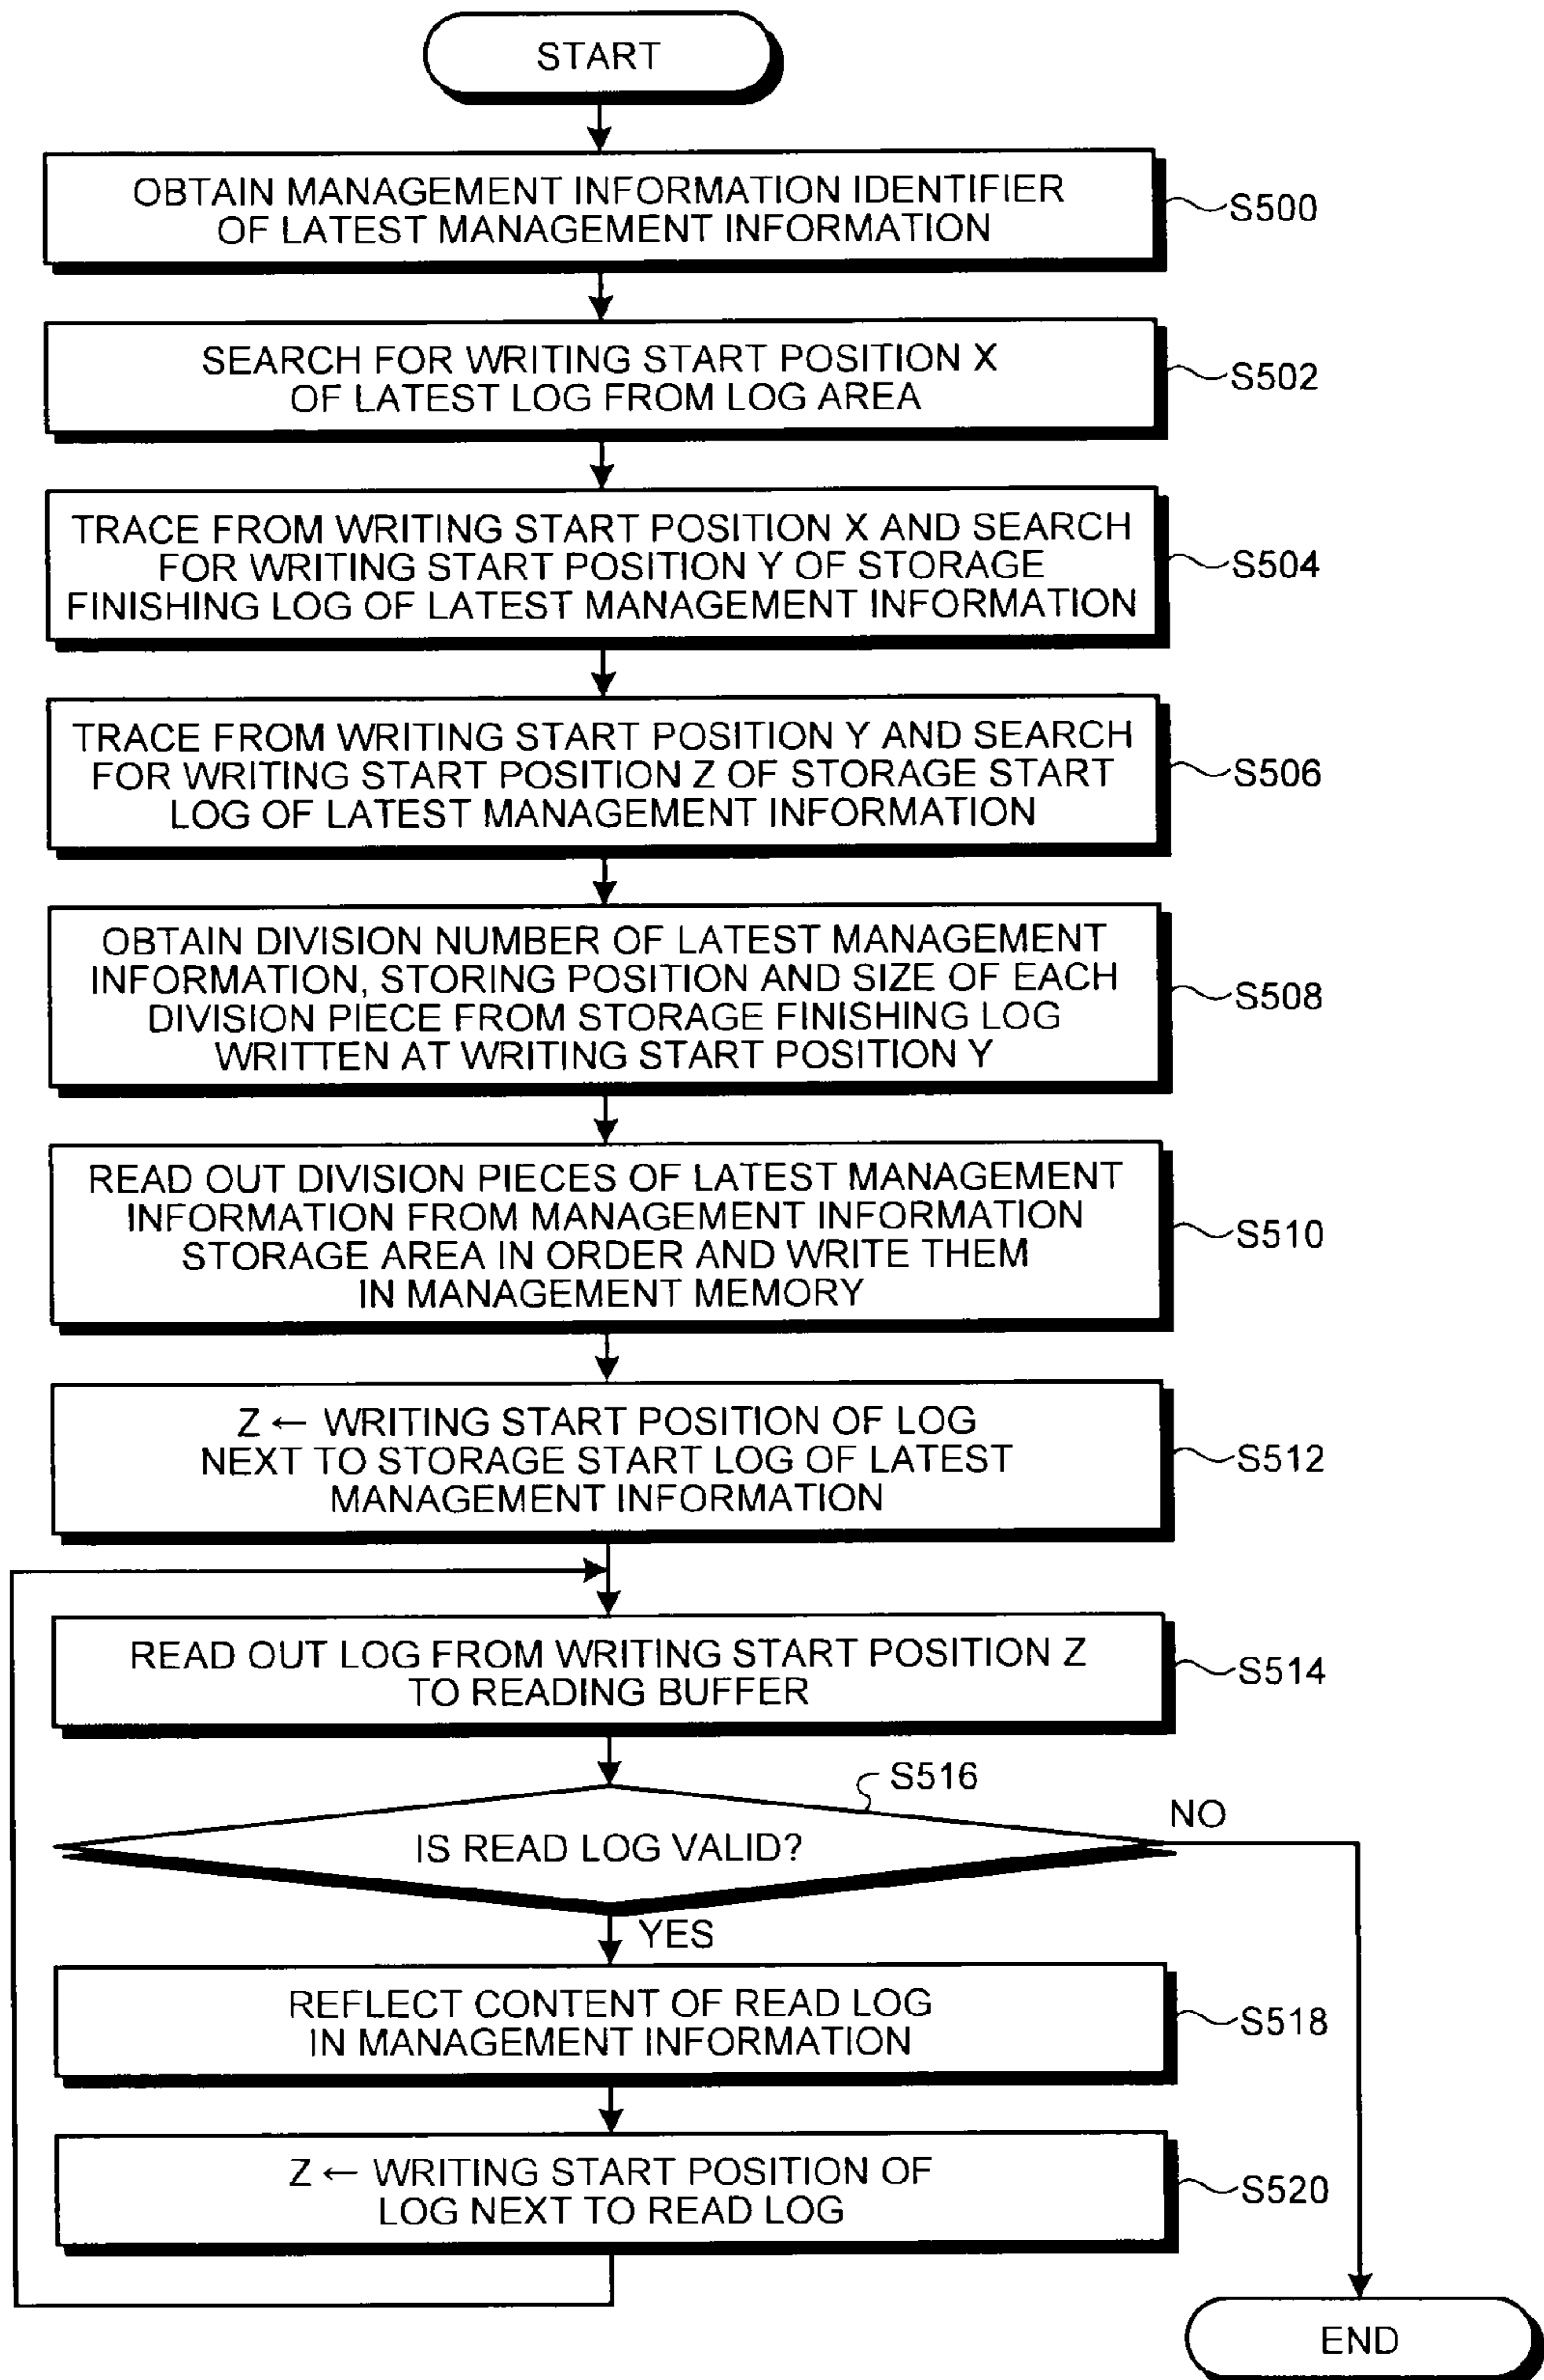 START
OBTAIN MANAGEMENT INFORMATION IDENTIFIER
OF LATEST MANAGEMENT INFORMATION
S500
SEARCH FOR WRITING START POSITION X
OF LATEST LOG FROM LOG AREA
S502
TRACE FROM WRITING START POSITION X AND SEARCH
FOR WRITING START POSITION Y OF STORAGE
FINISHING LOG OF LATEST MANAGEMENT INFORMATION
S504
TRACE FROM WRITING START POSITION Y AND SEARCH
FOR WRITING START POSITION Z OF STORAGE START
LOG OF LATEST MANAGEMENT INFORMATION
S506
OBTAIN DIVISION NUMBER OF LATEST MANAGEMENT
INFORMATION, STORING POSITION AND SIZE OF EACH
DIVISION PIECE FROM STORAGE FINISHING LOG
WRITTEN AT WRITING START POSITION Y
S508
READ OUT DIVISION PIECES OF LATEST MANAGEMENT
INFORMATION FROM MANAGEMENT INFORMATION
STORAGE AREA IN ORDER AND WRITE THEM
IN MANAGEMENT MEMORY
S510
Z ← WRITING START POSITION OF LOG
NEXT TO STORAGE START LOG OF LATEST
MANAGEMENT INFORMATION
S512
READ OUT LOG FROM WRITING START POSITION Z
TO READING BUFFER
S514
S516
NO
IS READ LOG VALID?
YES
REFLECT CONTENT OF READ LOG
IN MANAGEMENT INFORMATION
S518
Z ← WRITING START POSITION OF
LOG NEXT TO READ LOG
S520
END